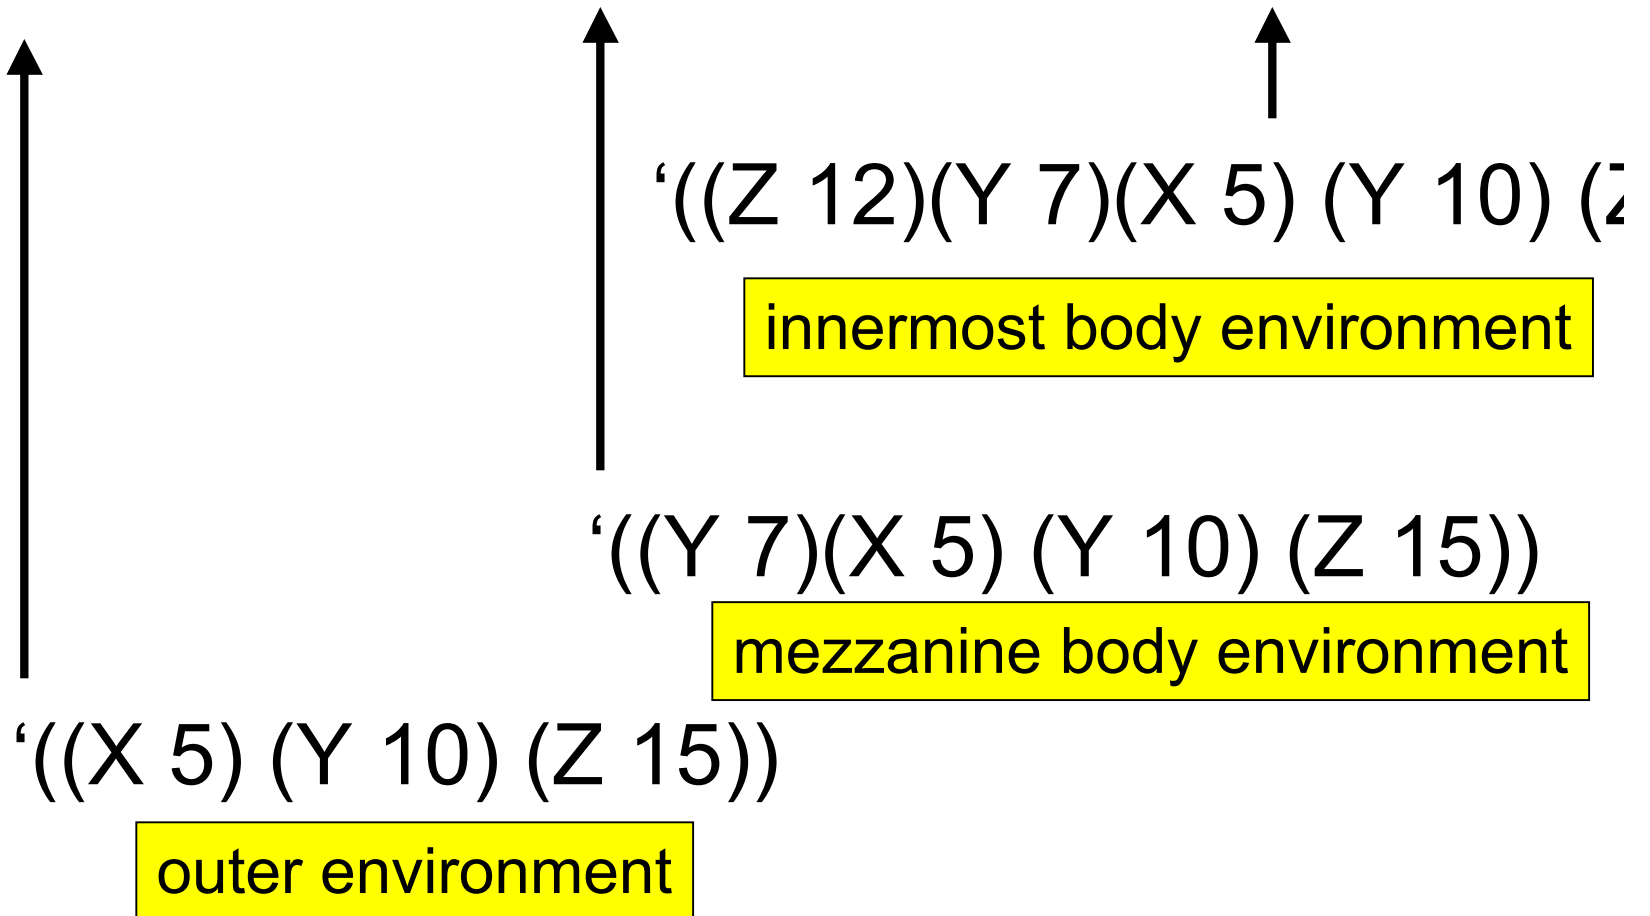 ‘((Z 12)(Y 7)(X 5) (Y 10) (
innermost body environment
‘((Y 7)(X 5) (Y 10) (Z 15))
mezzanine body environment
‘((X 5) (Y 10) (Z 15))
outer environment